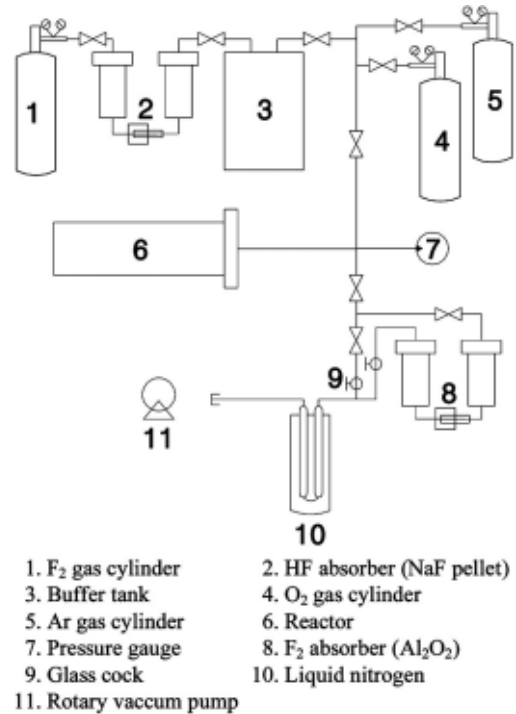 1
2
3
4
5
6
7
8
9
10
11
1. F₂ gas cylinder
2. HF absorber (NaF pellet)
3. Buffer tank
4. O₂ gas cylinder
5. Ar gas cylinder
6. Reactor
7. Pressure gauge
8. F₂ absorber (Al₂O₂)
9. Glass cock
10. Liquid nitrogen
11. Rotary vaccum pump